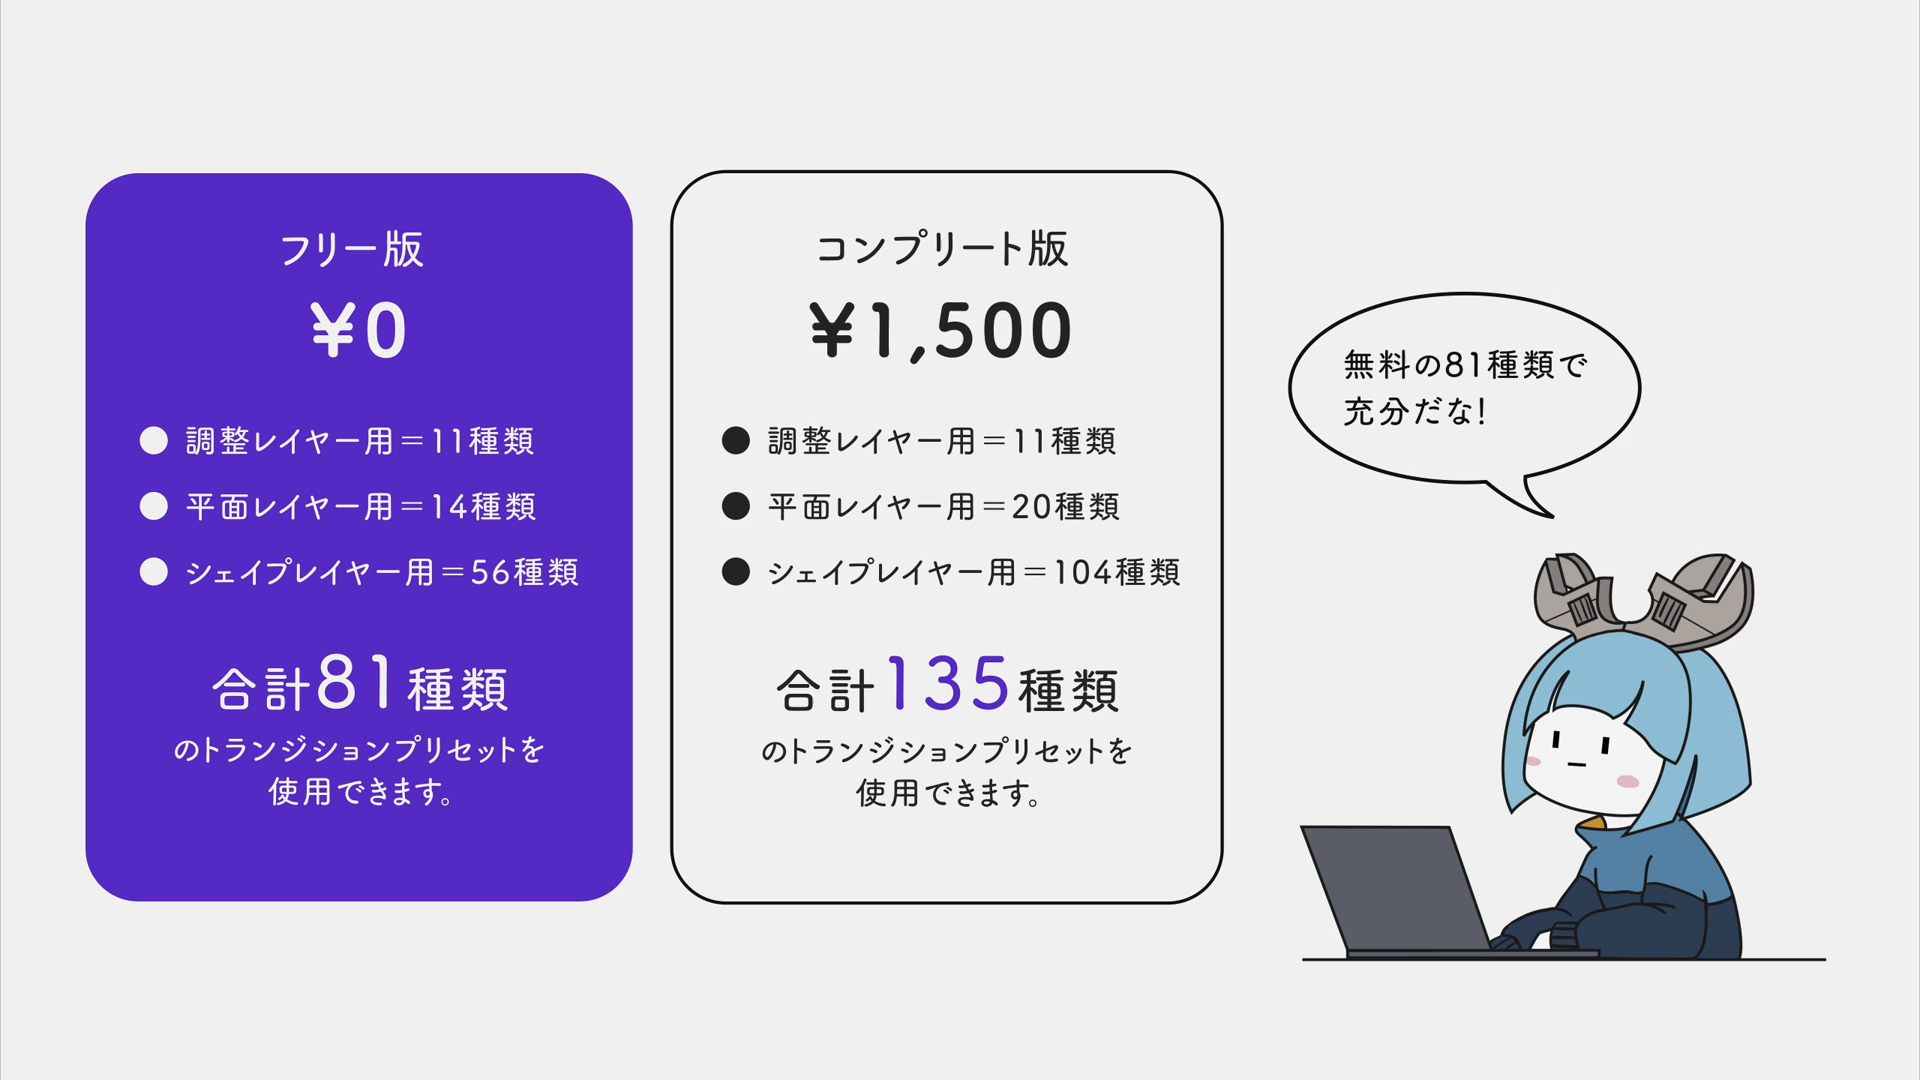 フリー版
¥0
● 調整レイヤー用＝11種類
● 平面レイヤー用＝14種類
● シェイプレイヤー用＝56種類
合計81種類
のトランジションプリセットを
使用できます。
コンプリート版
¥1,500
● 調整レイヤー用＝11種類
● 平面レイヤー用＝20種類
● シェイプレイヤー用＝104種類
合計135種類
のトランジションプリセットを
使用できます。
無料の81種類で
充分だな!